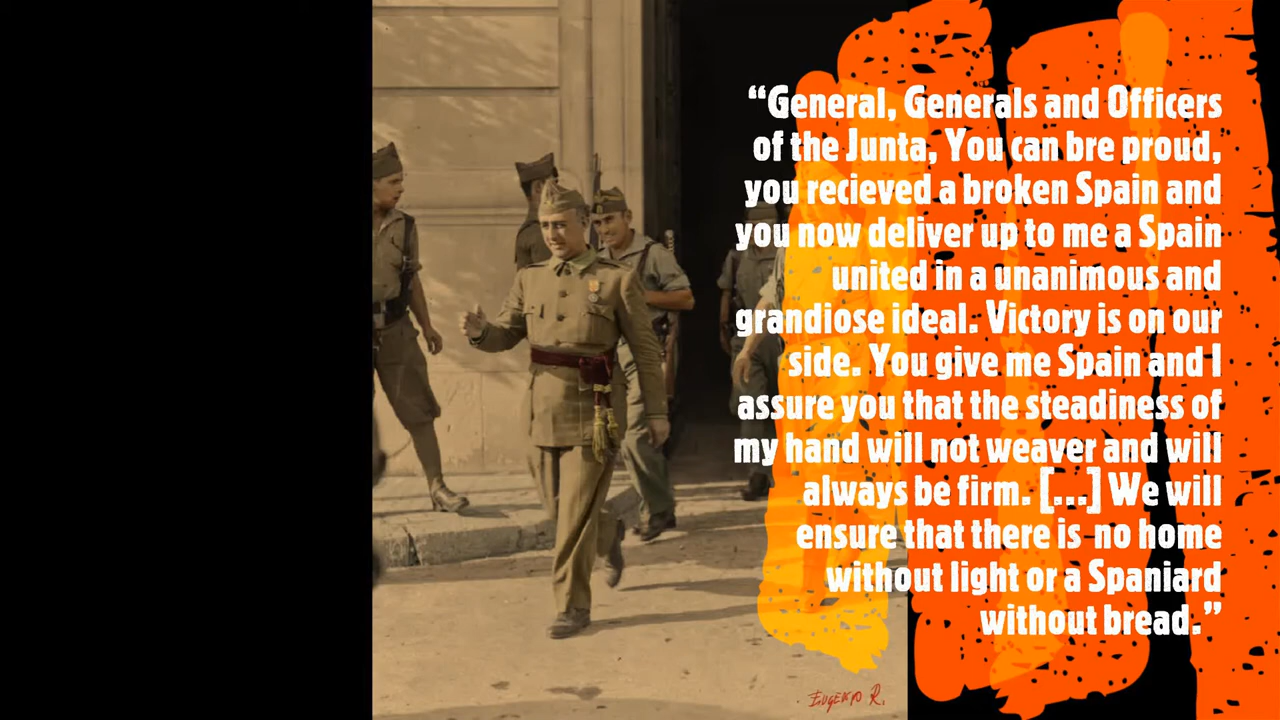 “General, Generals and Officers
of the Junta, You can bre proud,
you recieved a broken Spain and
you now deliver up to me a Spain
united in a unanimous and
grandiose ideal. Victory is on our
side. You give me Spain and I
assure you that the steadiness of
my hand will not weaver and will
always be firm. [...] We will
ensure that there is no home
without light or a Spaniard
without bread.”
EUGENIO R.